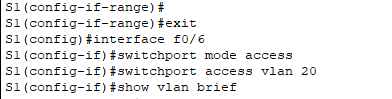 S1(config-if-range)#
S1(config-if-range)#exit
S1(config)#interface f0/6
S1(config-if)#switchport mode access
S1(config-if)#switchport access vlan 20
S1(config-if)#show vlan brief